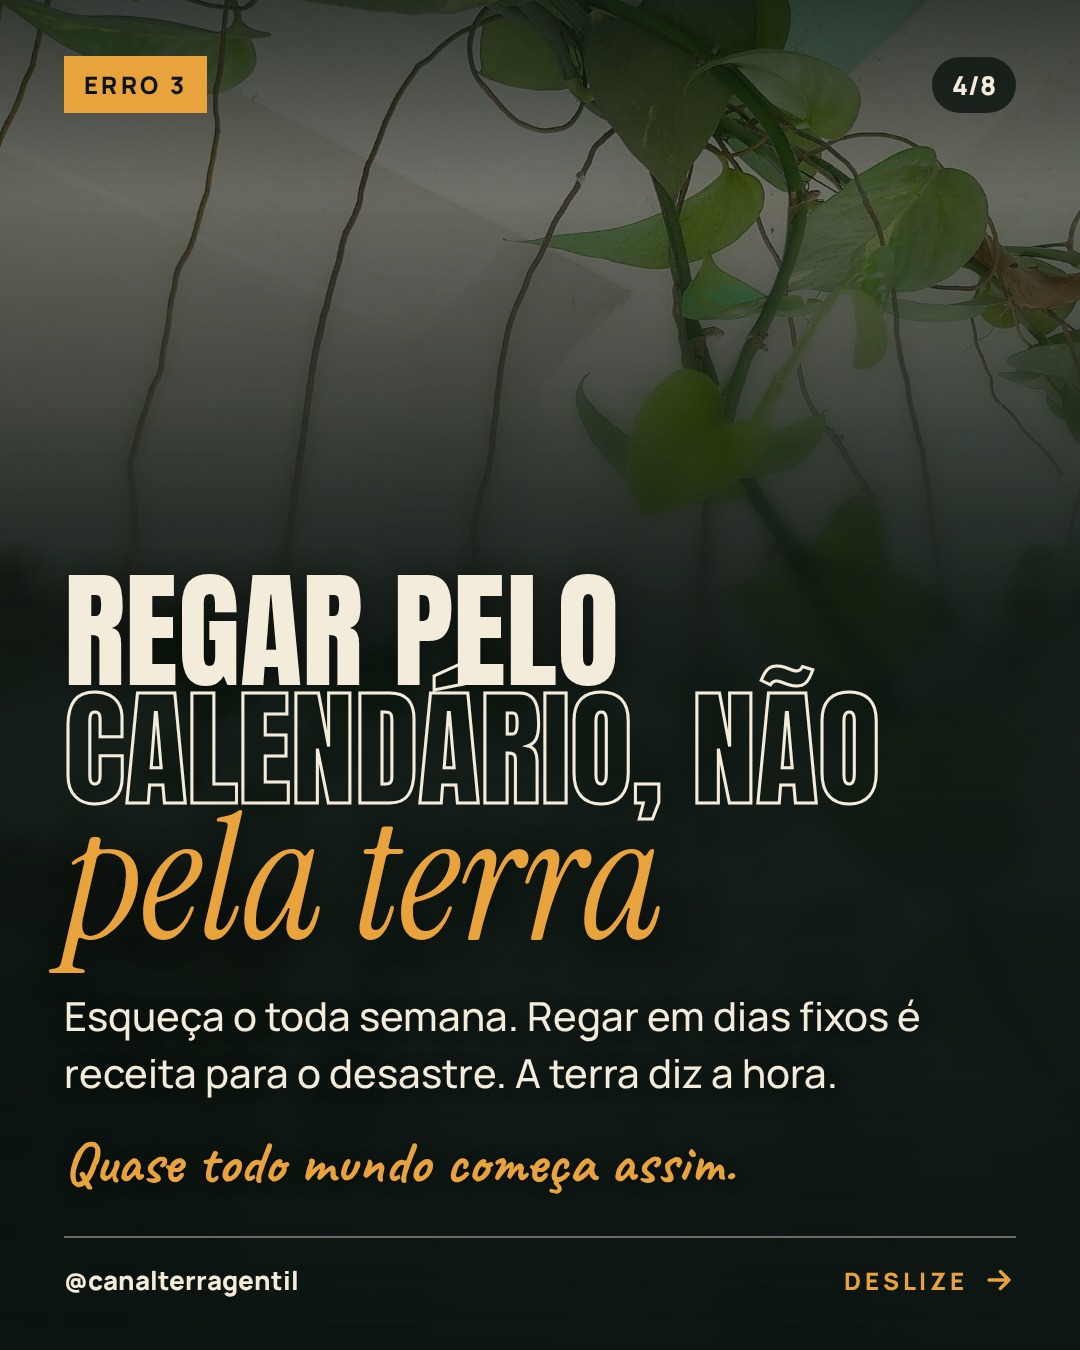 ERRO 3
4/8
REGAR PELO
CALENDÁRIO, NÃO
pela terra
Esqueça o toda semana. Regar em dias fixos é
receita para o desastre. A terra diz a hora.
Quase todo mundo começa assim.
@canalterragentil
DESLIZE →